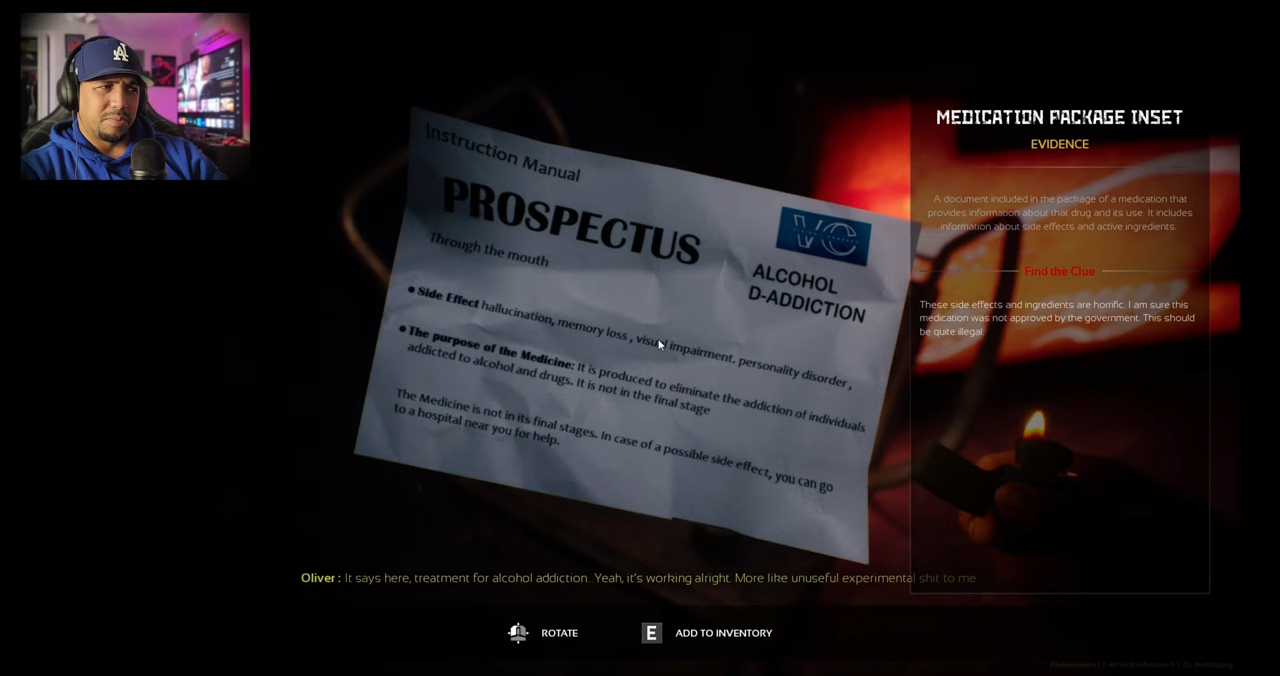 MEDICATION PACKAGE INSET
EVIDENCE
A document included in the package of a medication that
provides information about that drug and its use. It includes
information about side effects and active ingredients.
Find the Clue
These side effects and ingredients are horrific. I am sure this
medication was not approved by the government. This should
be quite illegal.
Instruction Manual
PROSPECTUS
Through the mouth
VC
ALCOHOL
D-ADDICTION
● Side Effect hallucination, memory loss , visual impairment. personality disorder ,
● The purpose of the Medicine: It is produced to eliminate the addiction of individuals
addicted to alcohol and drugs. It is not in the final stage
The Medicine is not in its final stages. In case of a possible side effect, you can go
to a hospital near you for help.
Oliver : It says here, treatment for alcohol addiction...Yeah, it's working alright. More like unuseful experimental shit to me
ROTATE
E ADD TO INVENTORY